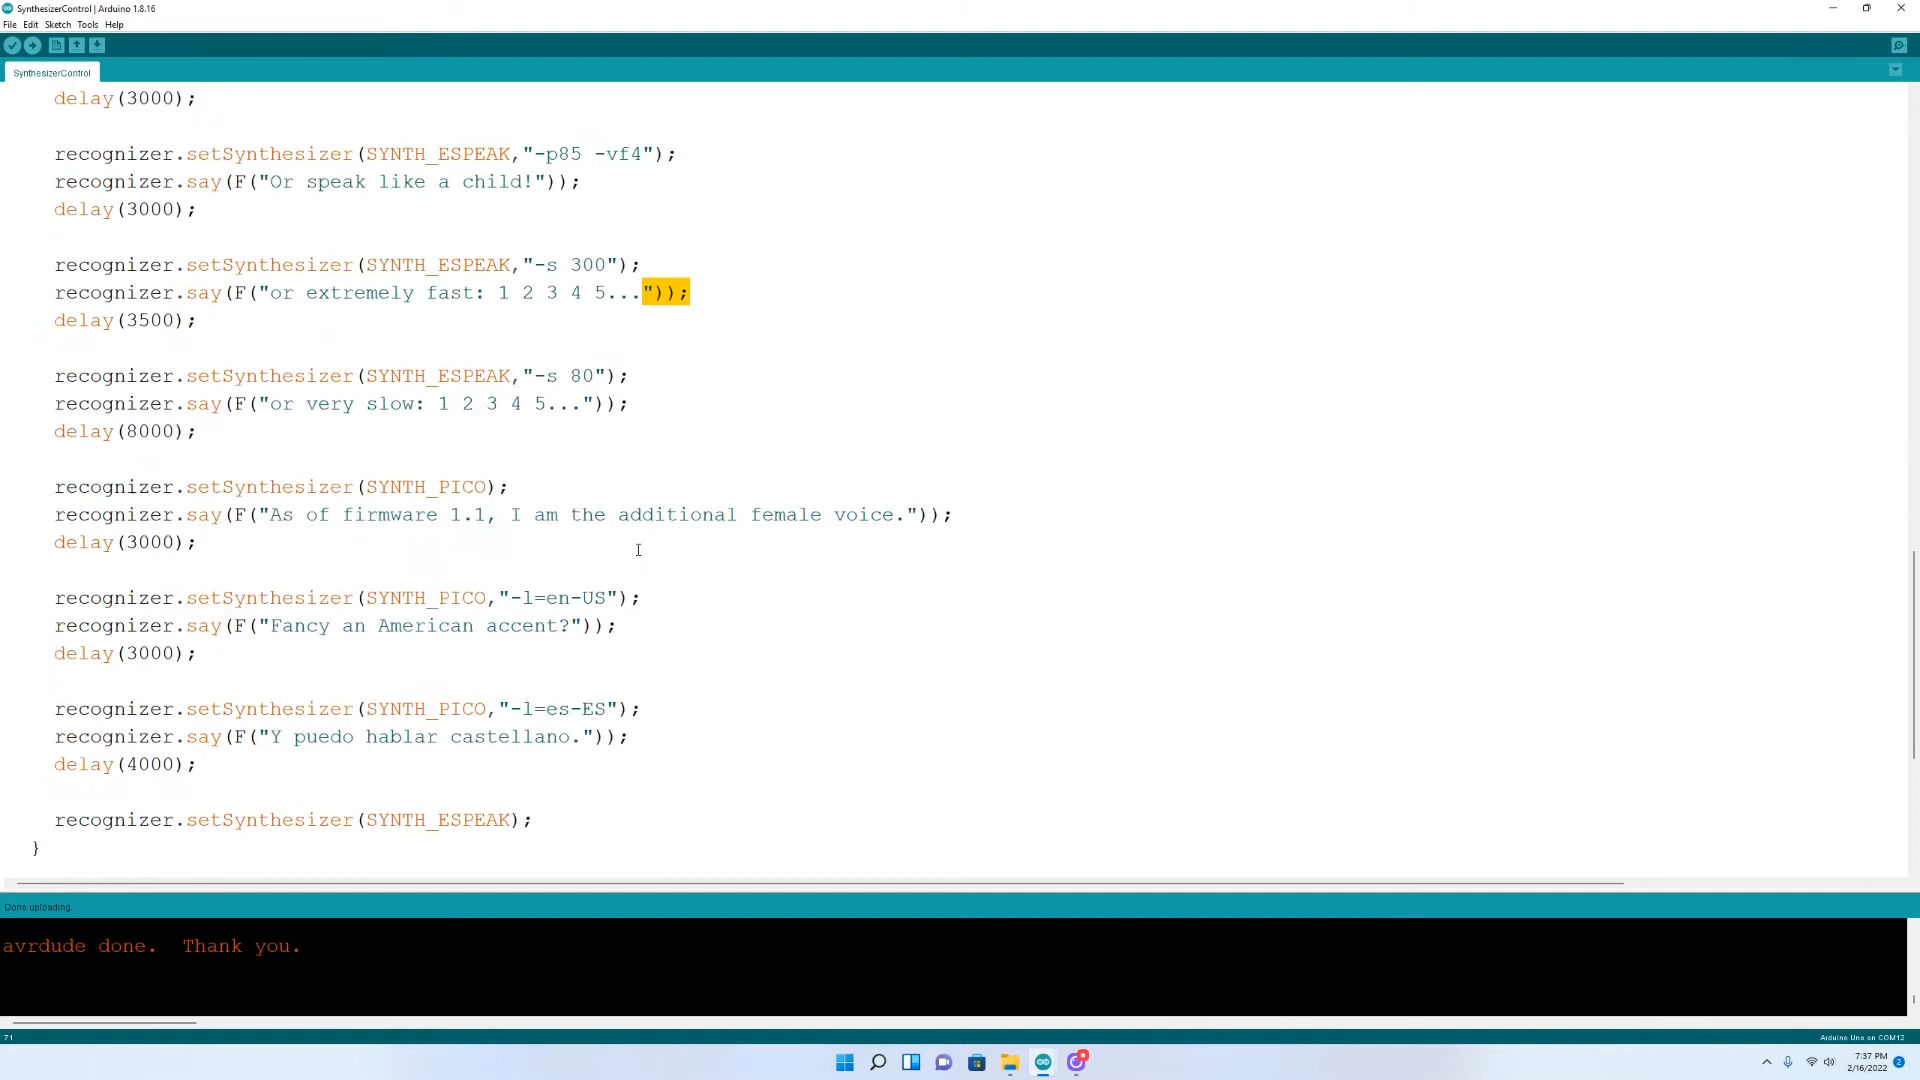 SynthesizerControl | Arduino 1.8.16
File Edit Sketch Tools Help
SynthesizerControl
delay(3000);
recognizer.setSynthesizer(SYNTH_ESPEAK,"-p85 -vf4");
recognizer.say(F("Or speak like a child!"));
delay(3000);
recognizer.setSynthesizer(SYNTH_ESPEAK,"-s 300");
recognizer.say(F("or extremely fast: 1 2 3 4 5..."));
delay(3500);
recognizer.setSynthesizer(SYNTH_ESPEAK,"-s 80");
recognizer.say(F("or very slow: 1 2 3 4 5..."));
delay(8000);
recognizer.setSynthesizer(SYNTH_PICO);
recognizer.say(F("As of firmware 1.1, I am the additional female voice."));
delay(3000);
recognizer.setSynthesizer(SYNTH_PICO,"-l=en-US");
recognizer.say(F("Fancy an American accent?"));
delay(3000);
recognizer.setSynthesizer(SYNTH_PICO,"-l=es-ES");
recognizer.say(F("Y puedo hablar castellano."));
delay(4000);
recognizer.setSynthesizer(SYNTH_ESPEAK);
}
Done uploading.
avrdude done.  Thank you.
71
Arduino Uno on COM12
7:37 PM
2/16/2022
2